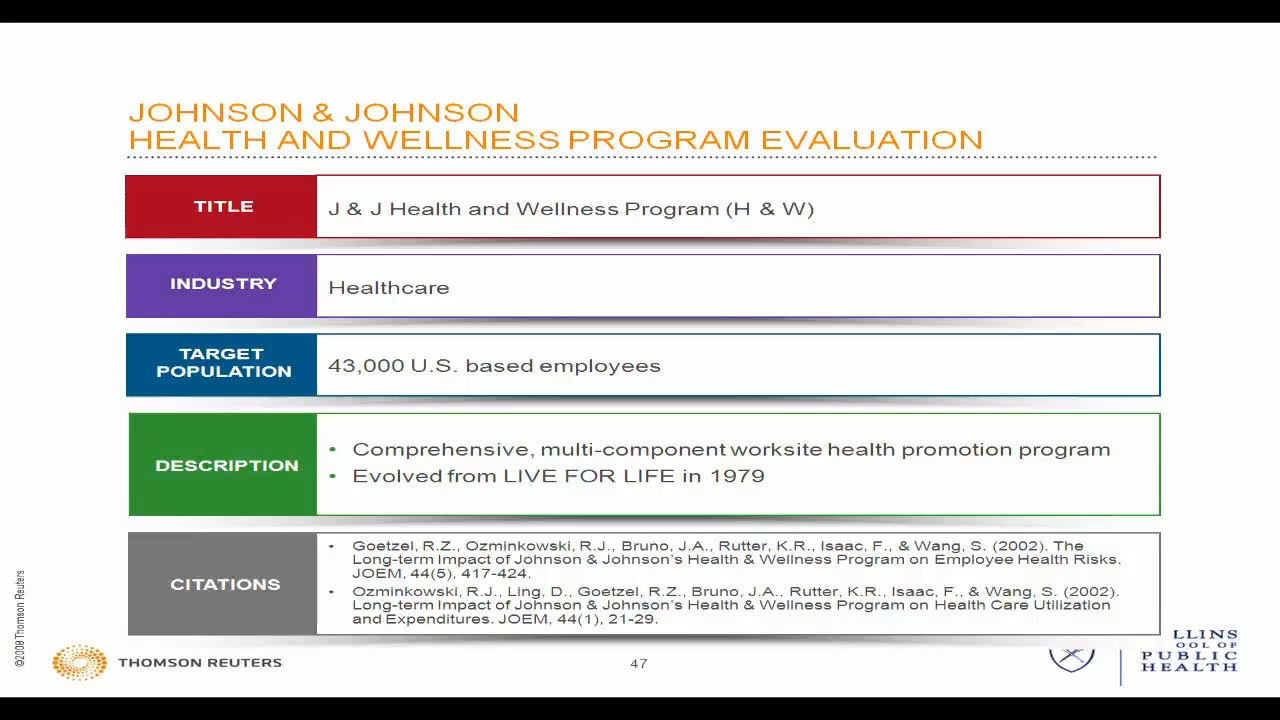 JOHNSON & JOHNSON
HEALTH AND WELLNESS PROGRAM EVALUATION
TITLE
J & J Health and Wellness Program (H & W)
INDUSTRY
Healthcare
TARGET
POPULATION
43,000 U.S. based employees
DESCRIPTION
• Comprehensive, multi-component worksite health promotion program
• Evolved from LIVE FOR LIFE in 1979
CITATIONS
• Goetzel, R.Z., Ozminkowski, R.J., Bruno, J.A., Rutter, K.R., Isaac, F., & Wang, S. (2002). The
Long-term Impact of Johnson & Johnson's Health & Wellness Program on Employee Health Risks.
JOEM, 44(5), 417-424.
• Ozminkowski, R.J., Ling, D., Goetzel, R.Z., Bruno, J.A., Rutter, K.R., Isaac, F., & Wang, S. (2002).
Long-term Impact of Johnson & Johnson's Health & Wellness Program on Health Care Utilization
and Expenditures. JOEM, 44(1), 21-29.
©2009 Thomson Reuters
THOMSON REUTERS
47
LLINS
OOL OF
PUBLIC
HEALTH